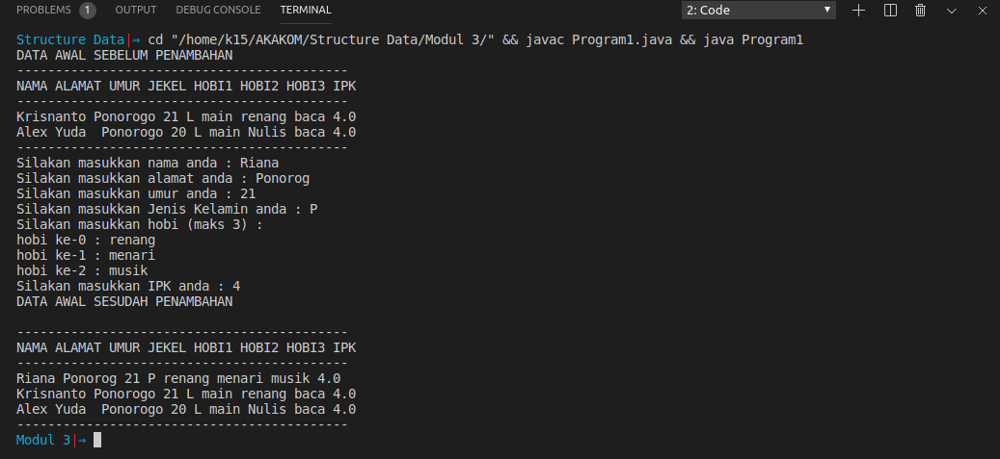 PROBLEMS 1 OUTPUT DEBUG CONSOLE TERMINAL 2: Code
Structure Data|⇒ cd "/home/k15/AKAKOM/Structure Data/Modul 3/" && javac Program1.java && java Program1
DATA AWAL SEBELUM PENAMBAHAN
-------------------------------------------
NAMA ALAMAT UMUR JEKEL HOBI1 HOBI2 HOBI3 IPK
-------------------------------------------
Krisnanto Ponorogo 21 L main renang baca 4.0
Alex Yuda  Ponorogo 20 L main Nulis baca 4.0
-------------------------------------------
Silakan masukkan nama anda : Riana
Silakan masukkan alamat anda : Ponorog
Silakan masukkan umur anda : 21
Silakan masukkan Jenis Kelamin anda : P
Silakan masukkan hobi (maks 3) :
hobi ke-0 : renang
hobi ke-1 : menari
hobi ke-2 : musik
Silakan masukkan IPK anda : 4
DATA AWAL SESUDAH PENAMBAHAN
-------------------------------------------
NAMA ALAMAT UMUR JEKEL HOBI1 HOBI2 HOBI3 IPK
-------------------------------------------
Riana Ponorog 21 P renang menari musik 4.0
Krisnanto Ponorogo 21 L main renang baca 4.0
Alex Yuda  Ponorogo 20 L main Nulis baca 4.0
-------------------------------------------
Modul 3|⇒